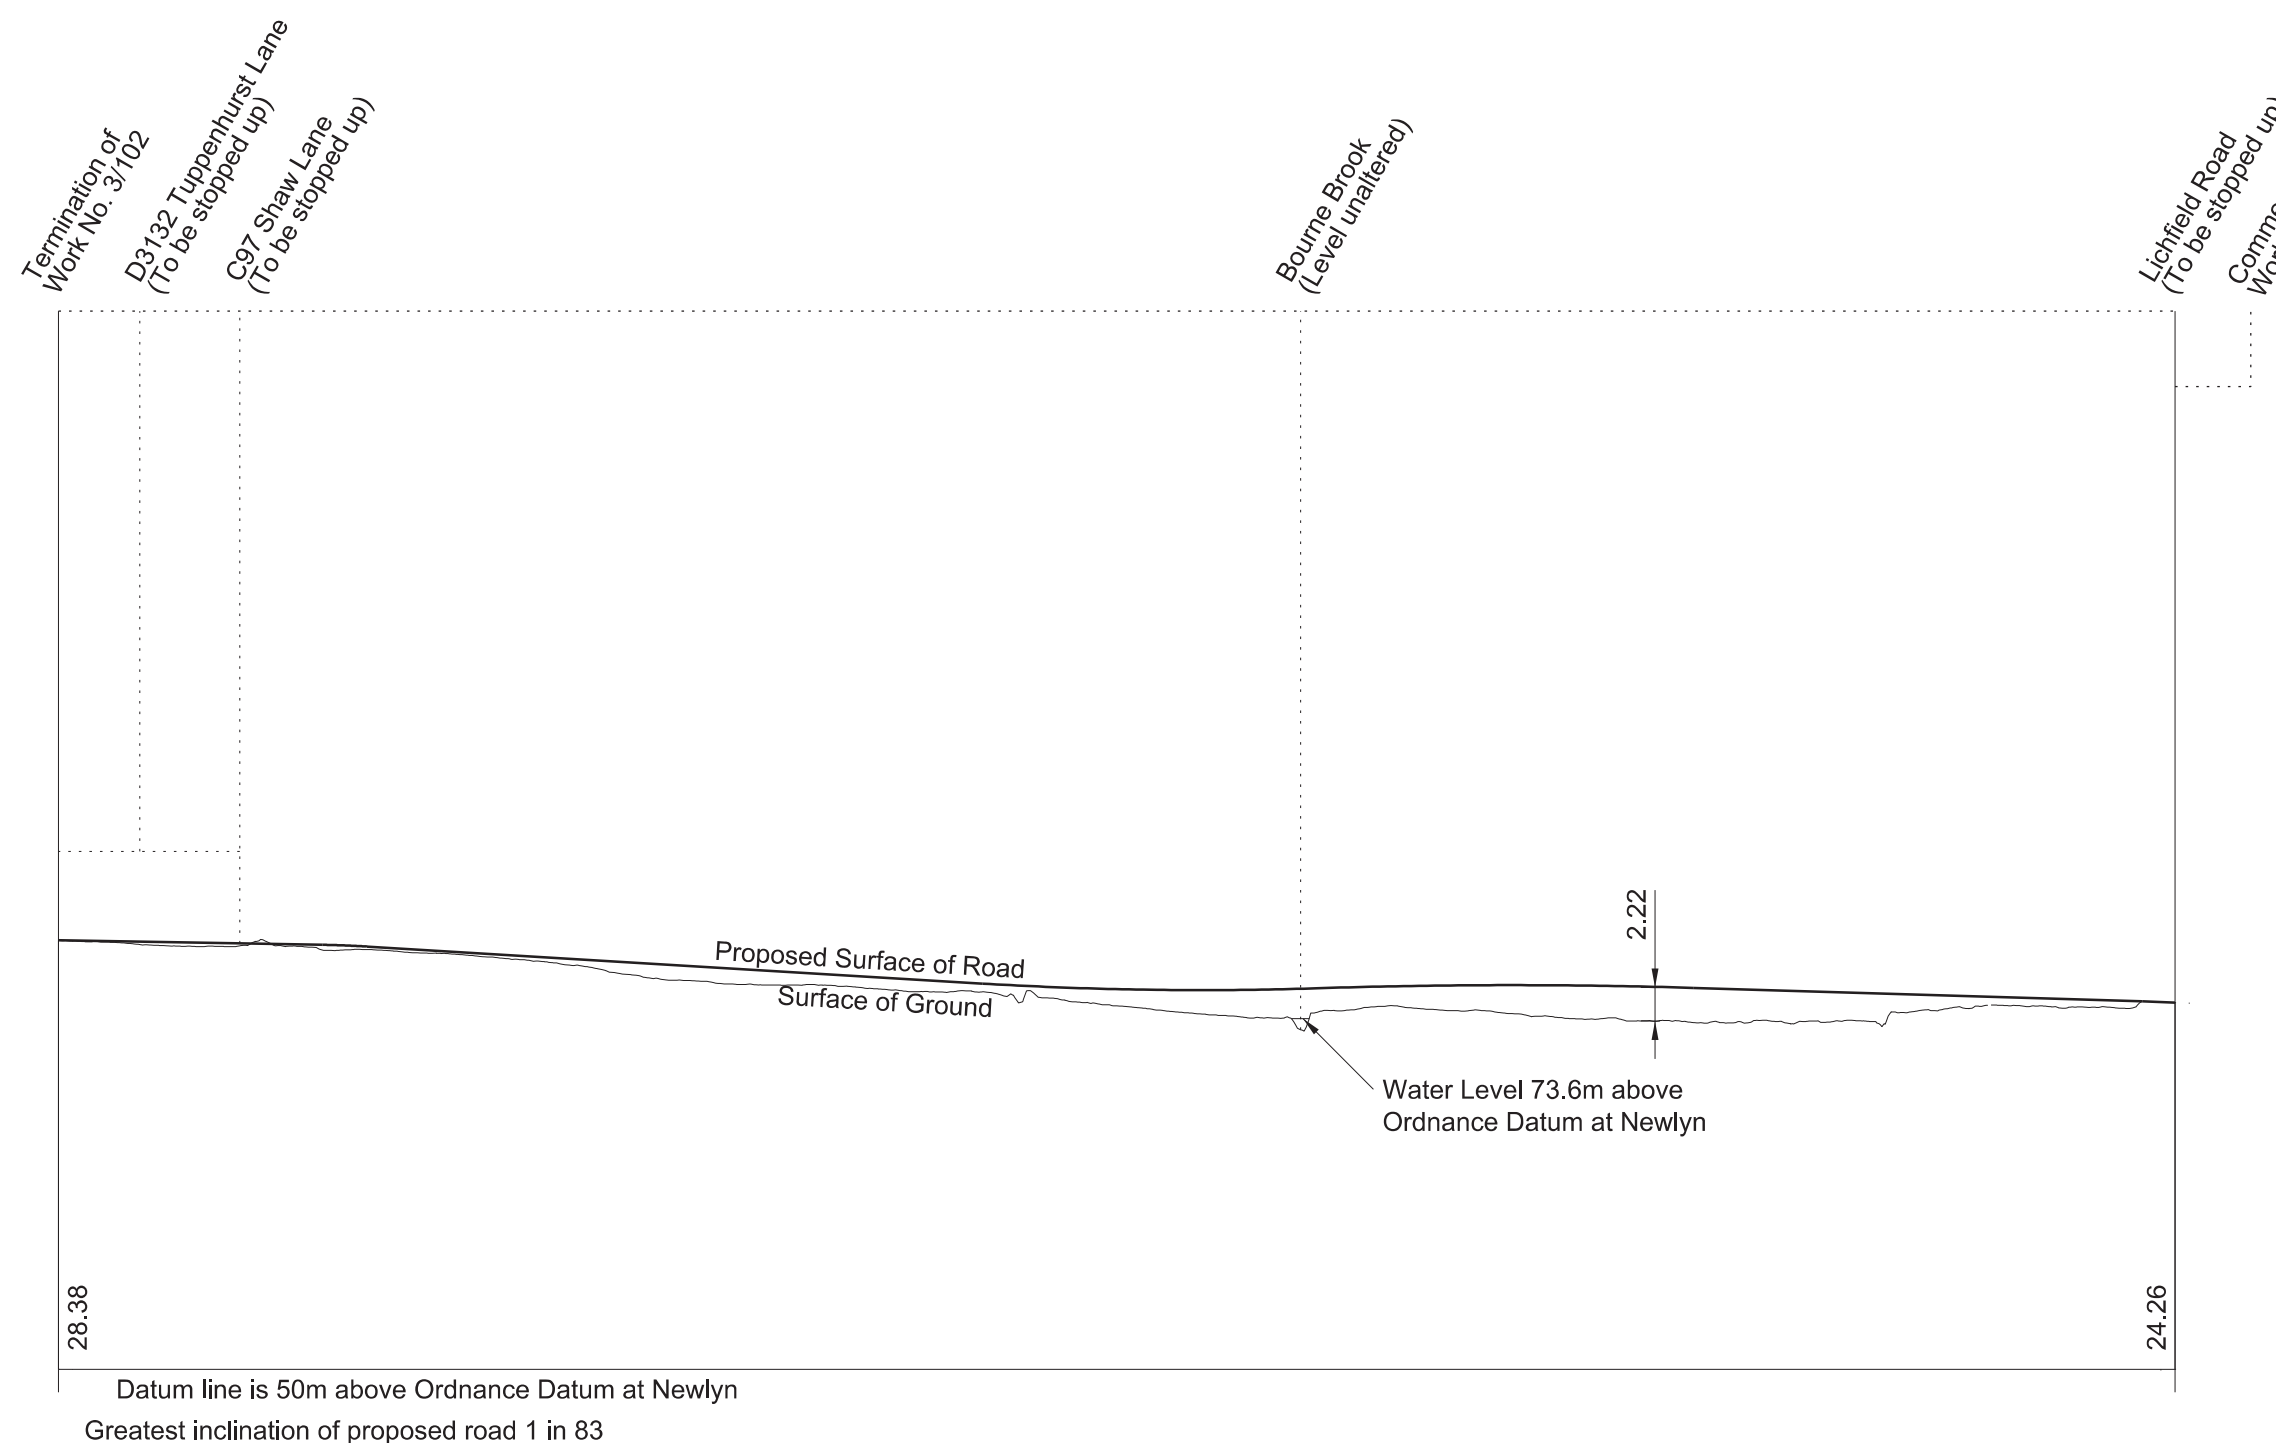 Termination of
Work No. 3/102
D3132 Tuppenhurst Lane
(To be stopped up)
C97 Shaw Lane
(To be stopped up)
Bourne Brook
(Level unaltered)
Lichfield Road
(To be stopped up)
2.22
Proposed Surface of Road
Surface of Ground
Water Level 73.6m above
Ordnance Datum at Newlyn
28.38
24.26
Datum line is 50m above Ordnance Datum at Newlyn
Greatest inclination of proposed road 1 in 83